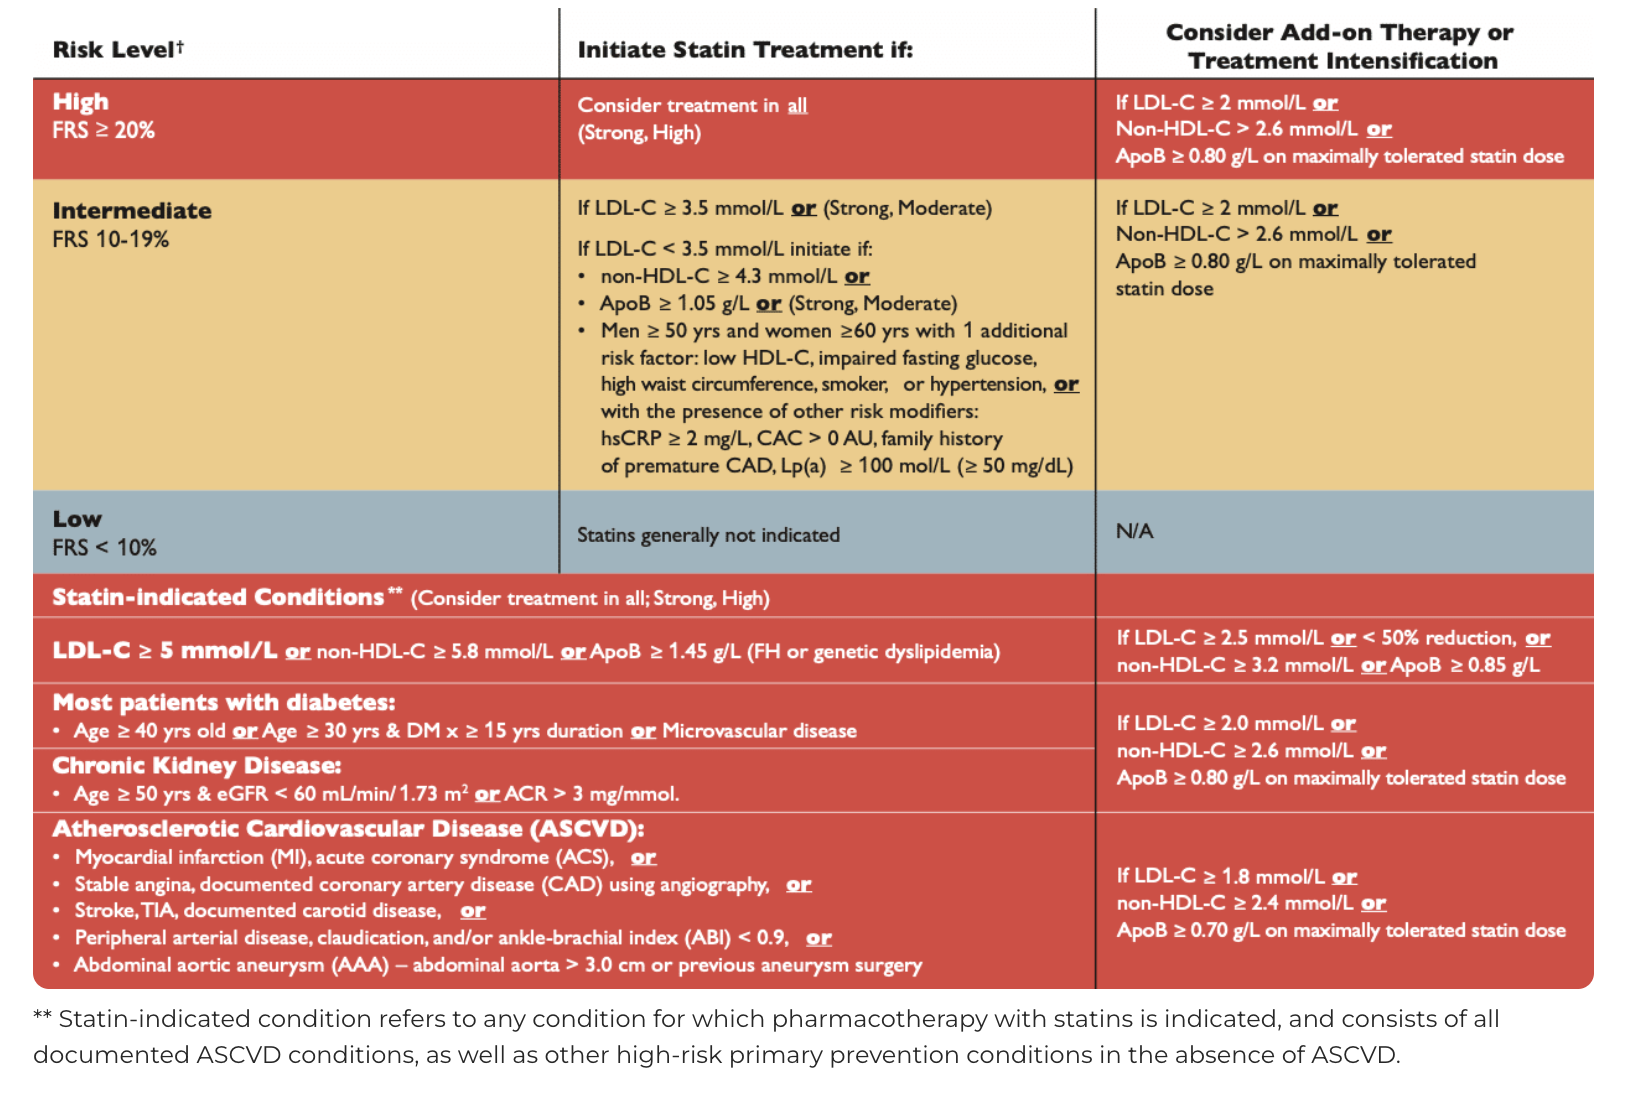 Risk Level†
Initiate Statin Treatment if:
Consider Add-on Therapy or
Treatment Intensification
High
FRS ≥ 20%
Consider treatment in all
(Strong, High)
If LDL-C ≥ 2 mmol/L or
Non-HDL-C > 2.6 mmol/L or
ApoB ≥ 0.80 g/L on maximally tolerated statin dose
Intermediate
FRS 10-19%
If LDL-C ≥ 3.5 mmol/L or (Strong, Moderate)
If LDL-C < 3.5 mmol/L initiate if:
• non-HDL-C ≥ 4.3 mmol/L or
• ApoB ≥ 1.05 g/L or (Strong, Moderate)
• Men ≥ 50 yrs and women ≥60 yrs with 1 additional
risk factor: low HDL-C, impaired fasting glucose,
high waist circumference, smoker, or hypertension, or
with the presence of other risk modifiers:
hsCRP ≥ 2 mg/L, CAC > 0 AU, family history
of premature CAD, Lp(a) ≥ 100 mol/L (≥ 50 mg/dL)
If LDL-C ≥ 2 mmol/L or
Non-HDL-C > 2.6 mmol/L or
ApoB ≥ 0.80 g/L on maximally tolerated
statin dose
Low
FRS < 10%
Statins generally not indicated
N/A
Statin-indicated Conditions** (Consider treatment in all; Strong, High)
LDL-C ≥ 5 mmol/L or non-HDL-C ≥ 5.8 mmol/L or ApoB ≥ 1.45 g/L (FH or genetic dyslipidemia)
If LDL-C ≥ 2.5 mmol/L or < 50% reduction, or
non-HDL-C ≥ 3.2 mmol/L or ApoB ≥ 0.85 g/L
Most patients with diabetes:
• Age ≥ 40 yrs old or Age ≥ 30 yrs & DM x ≥ 15 yrs duration or Microvascular disease
Chronic Kidney Disease:
• Age ≥ 50 yrs & eGFR < 60 mL/min/1.73 m² or ACR > 3 mg/mmol.
If LDL-C ≥ 2.0 mmol/L or
non-HDL-C ≥ 2.6 mmol/L or
ApoB ≥ 0.80 g/L on maximally tolerated statin dose
Atherosclerotic Cardiovascular Disease (ASCVD):
• Myocardial infarction (MI), acute coronary syndrome (ACS), or
• Stable angina, documented coronary artery disease (CAD) using angiography, or
• Stroke, TIA, documented carotid disease, or
• Peripheral arterial disease, claudication, and/or ankle-brachial index (ABI) < 0.9, or
• Abdominal aortic aneurysm (AAA) – abdominal aorta > 3.0 cm or previous aneurysm surgery
If LDL-C ≥ 1.8 mmol/L or
non-HDL-C ≥ 2.4 mmol/L or
ApoB ≥ 0.70 g/L on maximally tolerated statin dose
** Statin-indicated condition refers to any condition for which pharmacotherapy with statins is indicated, and consists of all
documented ASCVD conditions, as well as other high-risk primary prevention conditions in the absence of ASCVD.